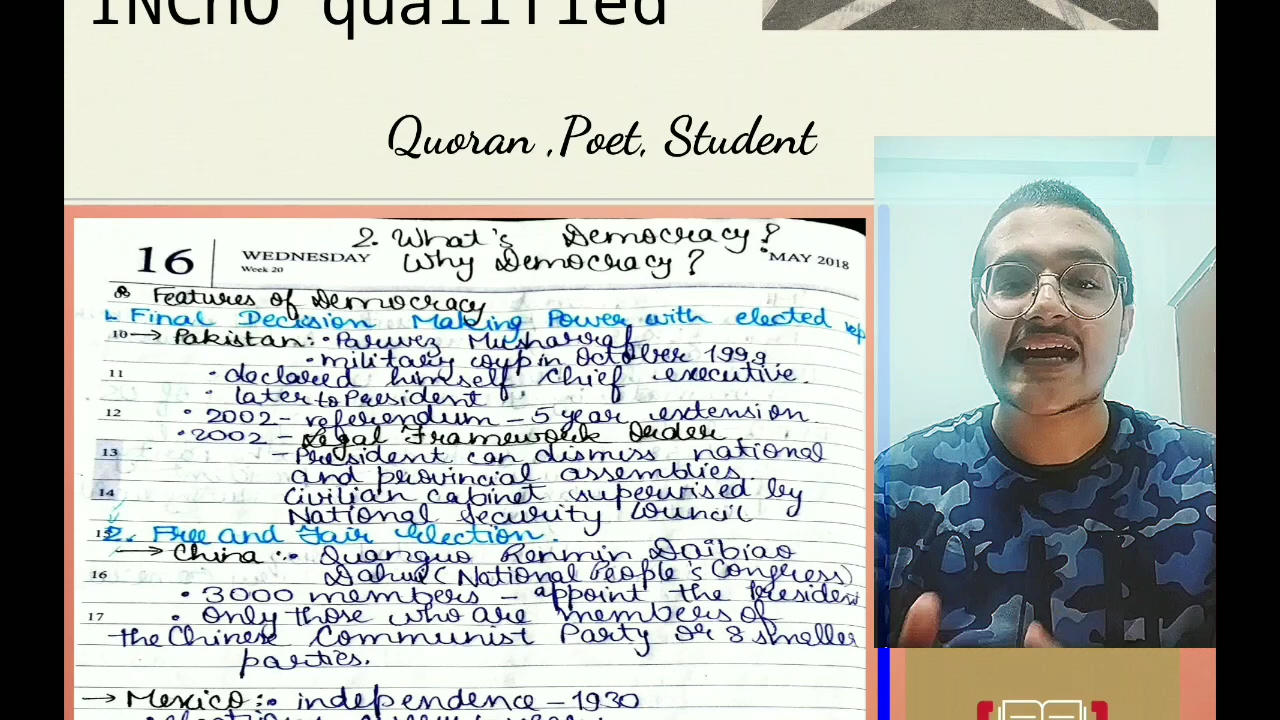 INChO qualified
Quoran ,Poet, Student
2. What's Democracy?
16 WEDNESDAY Why Democracy? MAY 2018
Week 20
Features of Democracy
1. Final Decision Making Power with elected rep
10 → Pakistan: • Parvez Musharraf
• military coup in October 1999
11 • declared himself chief executive.
• later to President
12 • 2002 - referendum - 5 year extension
• 2002 - Legal Framework Order
13 - President can dismiss national
and provincial assemblies.
14 Civilian cabinet supervised by
National Security Council
15 2. Free and Fair Election.
→ China : • Quanguo Renmin Daibiao
16 Dahui (National People's Congress)
• 3000 members - appoint the President
17 • Only those who are members of
the Chinese Communist Party or 8 smaller
parties.
→ Mexico : • independence - 1930